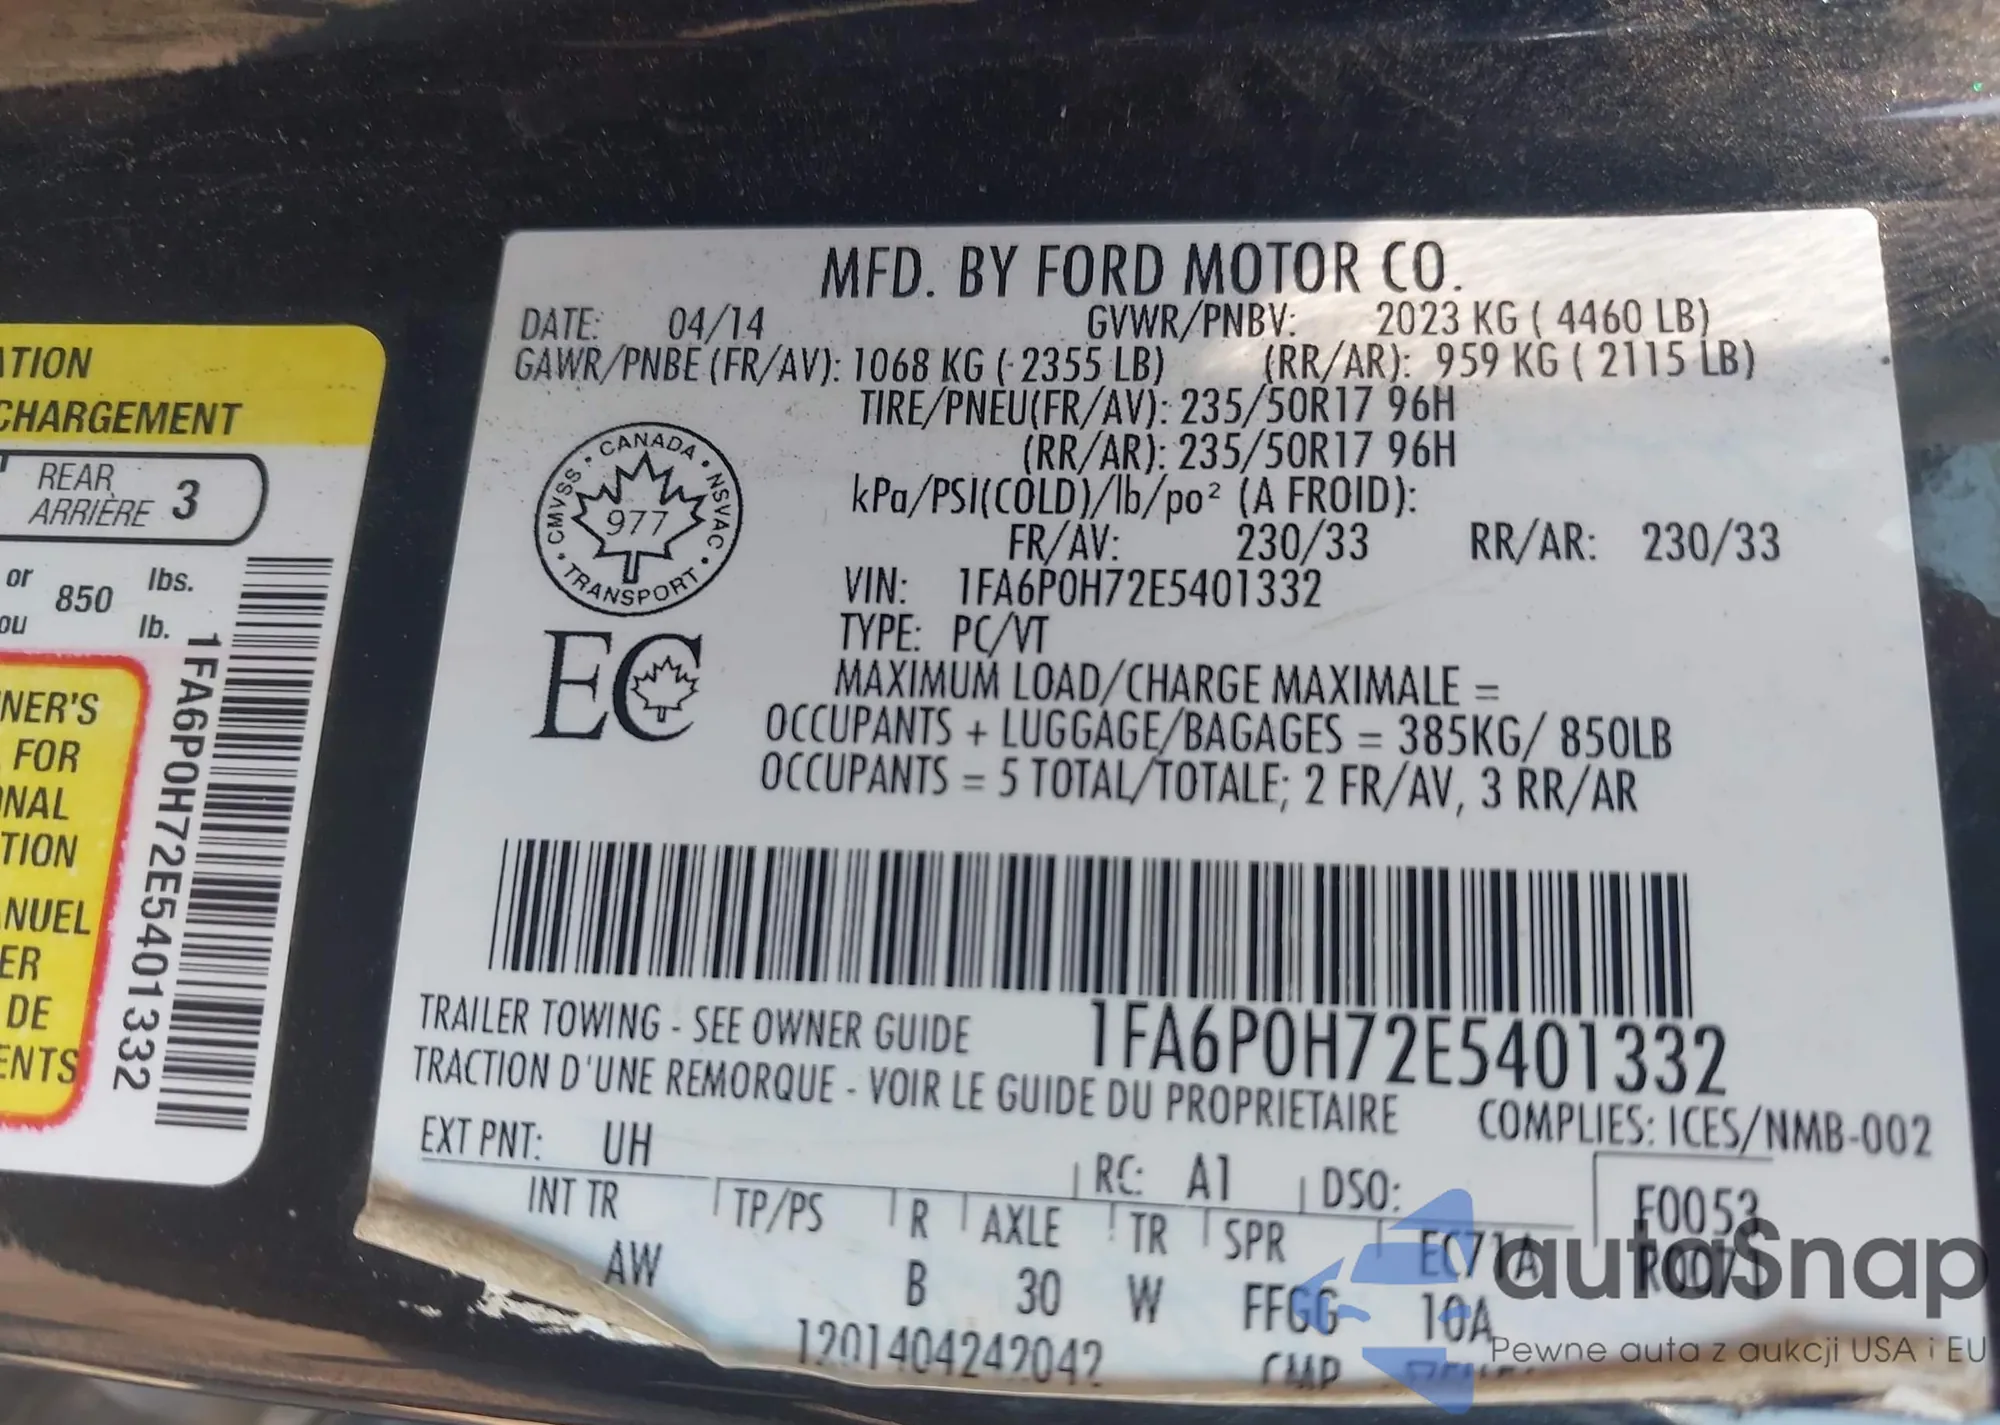 ATION
CHARGEMENT
REAR
ARRIÈRE 3
or 850 lbs.
ou lb.
NER'S
FOR
NAL
TION
NUEL
ER
DE
ENTS
1FA6P0H72E5401332
MFD. BY FORD MOTOR CO.
DATE: 04/14 GVWR/PNBV: 2023 KG ( 4460 LB)
GAWR/PNBE (FR/AV): 1068 KG ( 2355 LB) (RR/AR): 959 KG ( 2115 LB)
TIRE/PNEU(FR/AV): 235/50R17 96H
(RR/AR): 235/50R17 96H
kPa/PSI(COLD)/lb/po² (A FROID):
FR/AV: 230/33 RR/AR: 230/33
VIN: 1FA6P0H72E5401332
TYPE: PC/VT
MAXIMUM LOAD/CHARGE MAXIMALE =
OCCUPANTS + LUGGAGE/BAGAGES = 385KG/ 850LB
OCCUPANTS = 5 TOTAL/TOTALE; 2 FR/AV, 3 RR/AR
CMVSS • CANADA • NSVAC • TRANSPORT •
977
EC
1FA6P0H72E5401332
TRAILER TOWING - SEE OWNER GUIDE
TRACTION D'UNE REMORQUE - VOIR LE GUIDE DU PROPRIETAIRE
COMPLIES: ICES/NMB-002
EXT PNT: UH RC: A1 DSO: F0053
INT TR TP/PS R AXLE TR SPR EC71A R0071
AW B 30 W FFGG 10A
1201404242042 CMP
autoSnap
Pewne auta z aukcji USA i EU